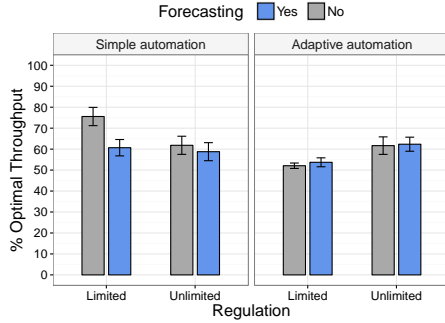 Forecasting Yes No
Simple automation
Adaptive automation
% Optimal Throughput
100
90
80
70
60
50
40
30
20
10
0
Limited Unlimited
Limited Unlimited
Regulation